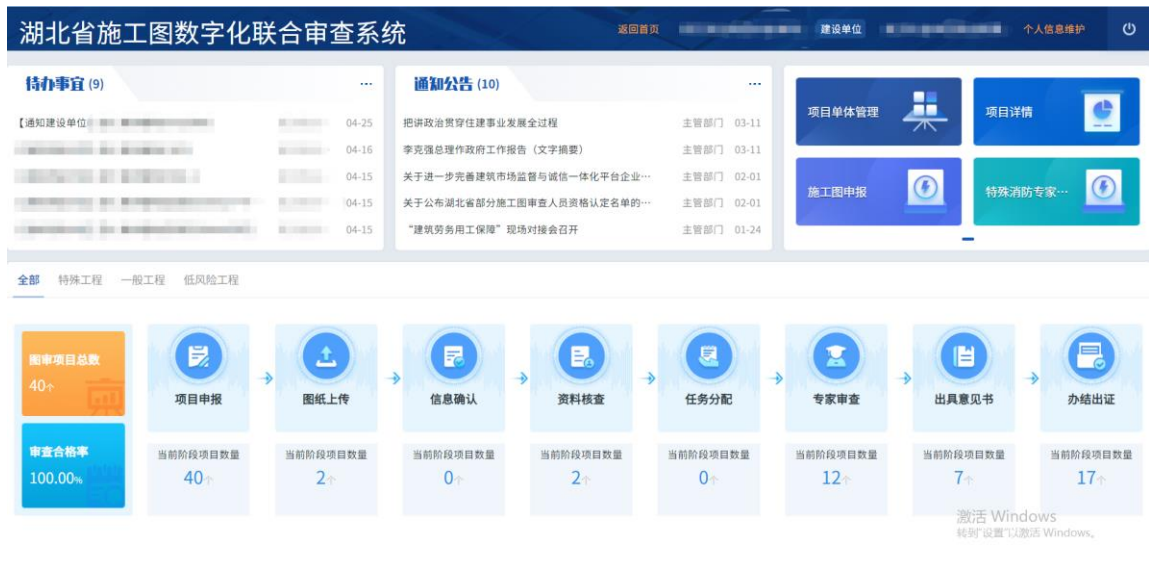 湖北省施工图数字化联合审查系统
返回首页
建设单位
个人信息维护
待办事宜 (9)
...
【通知建设单位
04-25
04-16
04-15
04-15
04-15
通知公告 (10)
...
把讲政治贯穿住建事业发展全过程 主管部门 03-11
李克强总理作政府工作报告（文字摘要） 主管部门 03-11
关于进一步完善建筑市场监督与诚信一体化平台企业… 主管部门 02-01
关于公布湖北省部分施工图审查人员资格认定名单的… 主管部门 02-01
“建筑劳务用工保障”现场对接会召开 主管部门 01-24
项目单体管理
项目详情
施工图申报
特殊消防专家…
全部 特殊工程 一般工程 低风险工程
图审项目总数
40个
审查合格率
100.00%
项目申报
图纸上传
信息确认
资料核查
任务分配
专家审查
出具意见书
办结出证
当前阶段项目数量
40个
当前阶段项目数量
2个
当前阶段项目数量
0个
当前阶段项目数量
2个
当前阶段项目数量
0个
当前阶段项目数量
12个
当前阶段项目数量
7个
当前阶段项目数量
17个
激活 Windows
转到“设置”以激活 Windows。